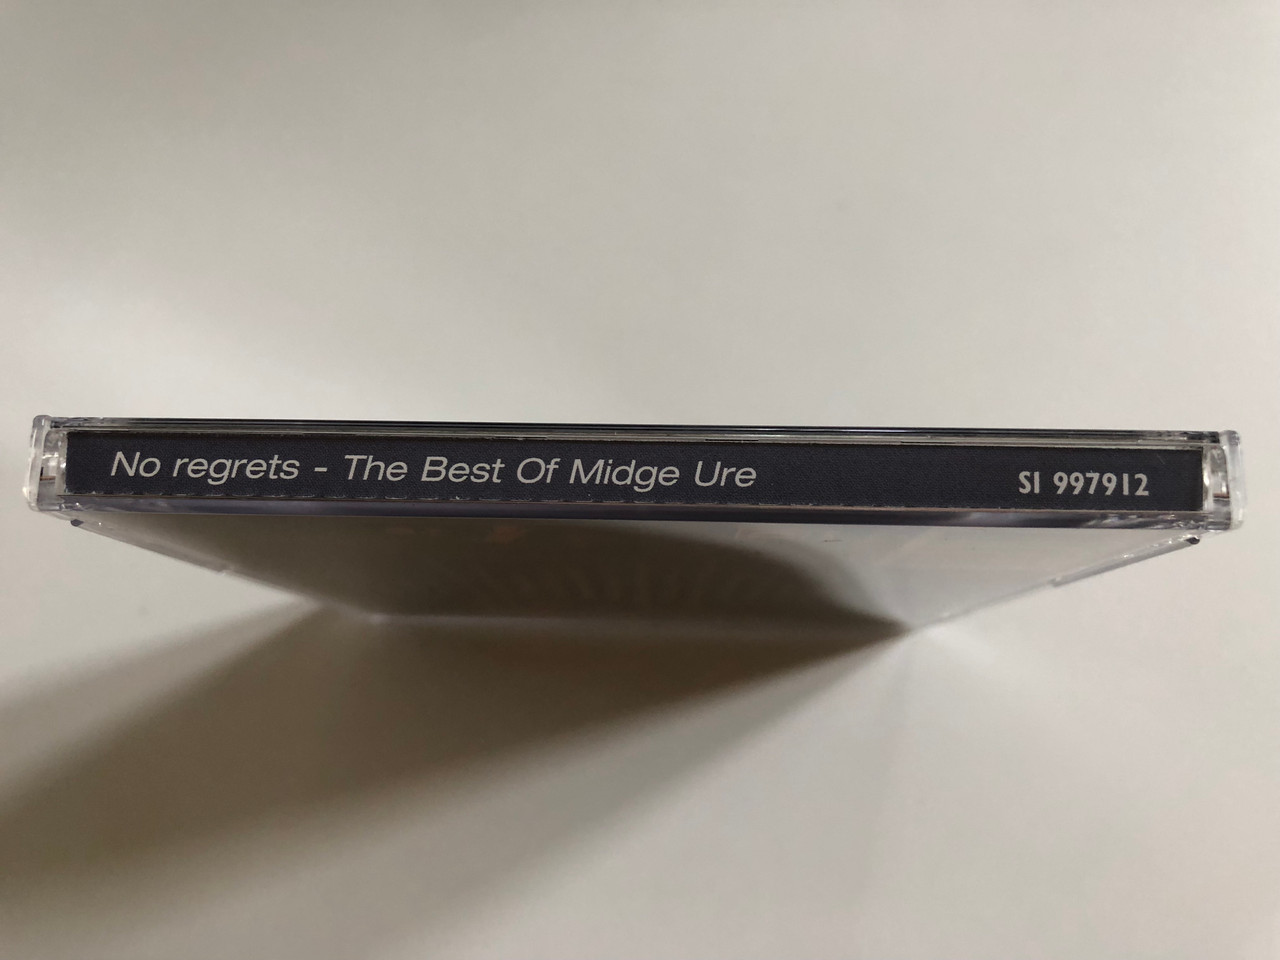 No regrets - The Best Of Midge Ure SI 997912